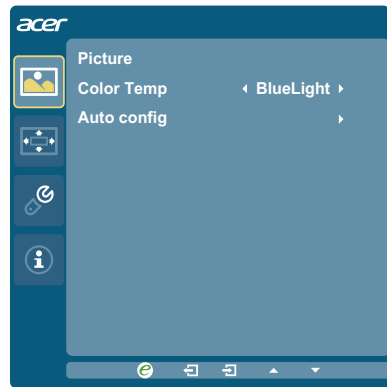 acer
Picture
Color Temp BlueLight
Auto config
e
i